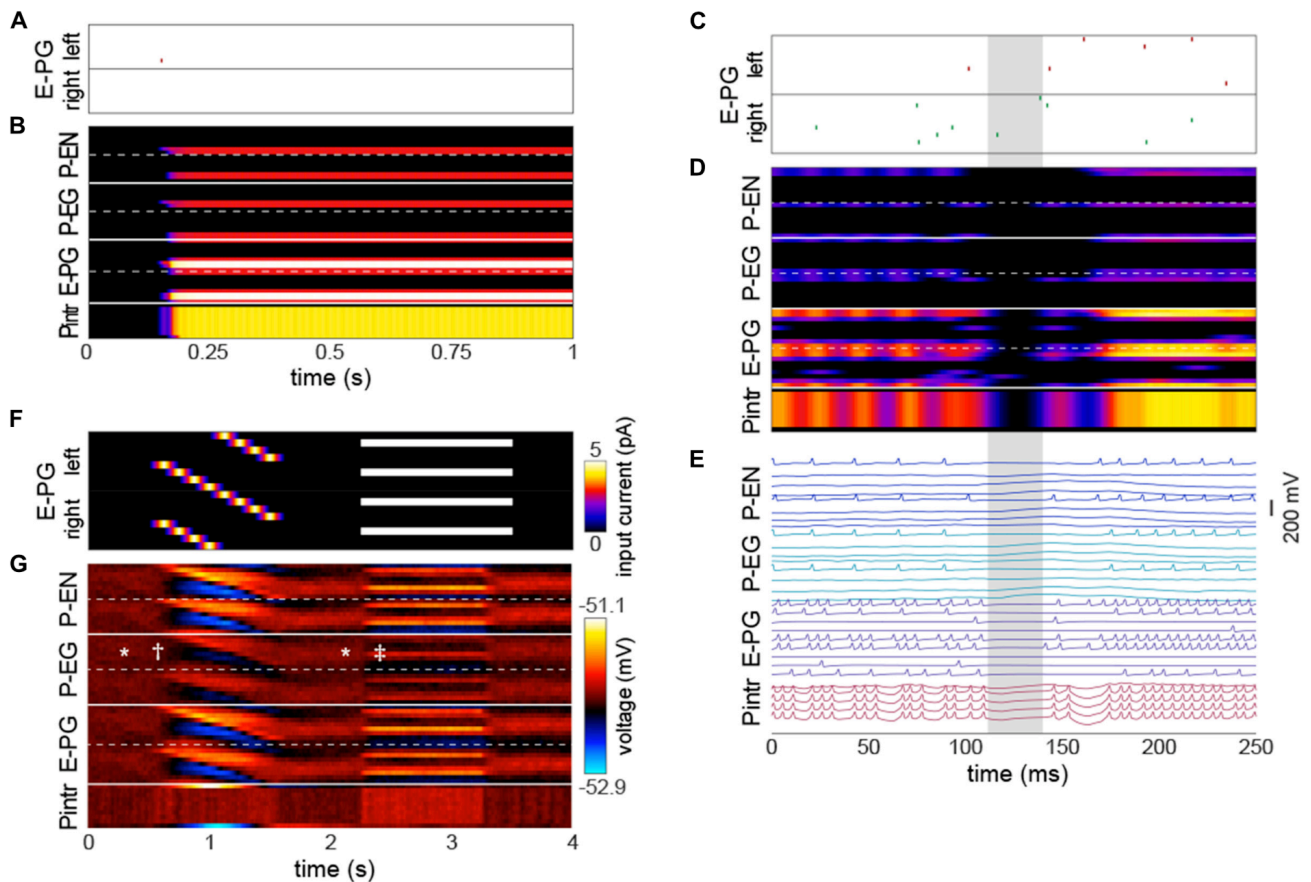 A
E-PG
right left
B
P-EN
P-EG
E-PG
Pintr
0 0.25 0.5 0.75 1
time (s)
C
E-PG
right left
D
P-EN
P-EG
E-PG
Pintr
E
P-EN
P-EG
E-PG
Pintr
200 mV
0 50 100 150 200 250
time (ms)
F
E-PG
right left
5
0
input current (pA)
G
P-EN
P-EG
E-PG
Pintr
* † * ‡
-51.1
-52.9
voltage (mV)
0 1 2 3 4
time (s)